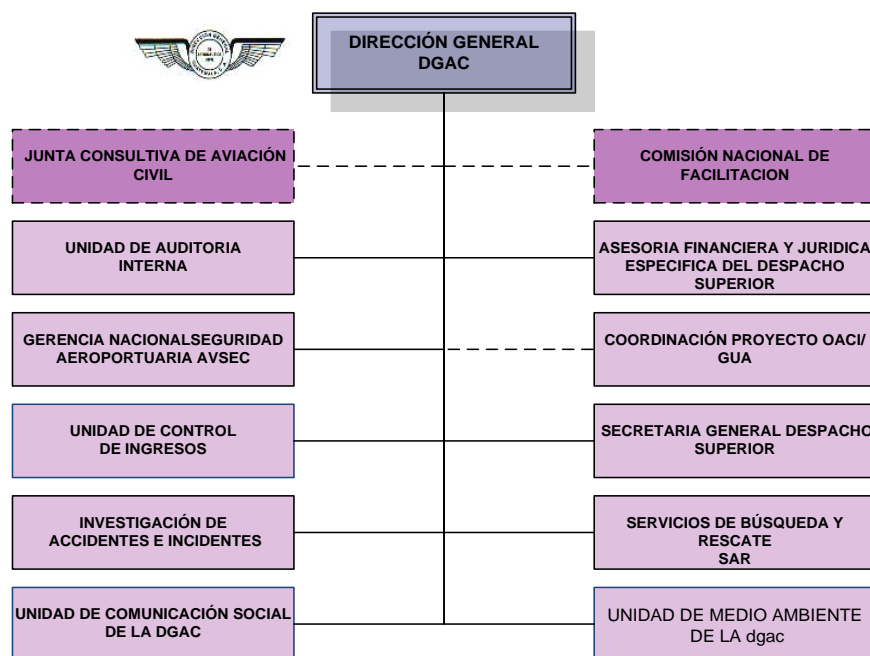 DIRECCIÓN GENERAL
DGAC
JUNTA CONSULTIVA DE AVIACIÓN
CIVIL
COMISIÓN NACIONAL DE
FACILITACION
UNIDAD DE AUDITORIA
INTERNA
ASESORIA FINANCIERA Y JURIDICA
ESPECIFICA DEL DESPACHO
SUPERIOR
GERENCIA NACIONALSEGURIDAD
AEROPORTUARIA AVSEC
COORDINACIÓN PROYECTO OACI/
GUA
UNIDAD DE CONTROL
DE INGRESOS
SECRETARIA GENERAL DESPACHO
SUPERIOR
INVESTIGACIÓN DE
ACCIDENTES E INCIDENTES
SERVICIOS DE BÚSQUEDA Y
RESCATE
SAR
UNIDAD DE COMUNICACIÓN SOCIAL
DE LA DGAC
UNIDAD DE MEDIO AMBIENTE
DE LA dgac